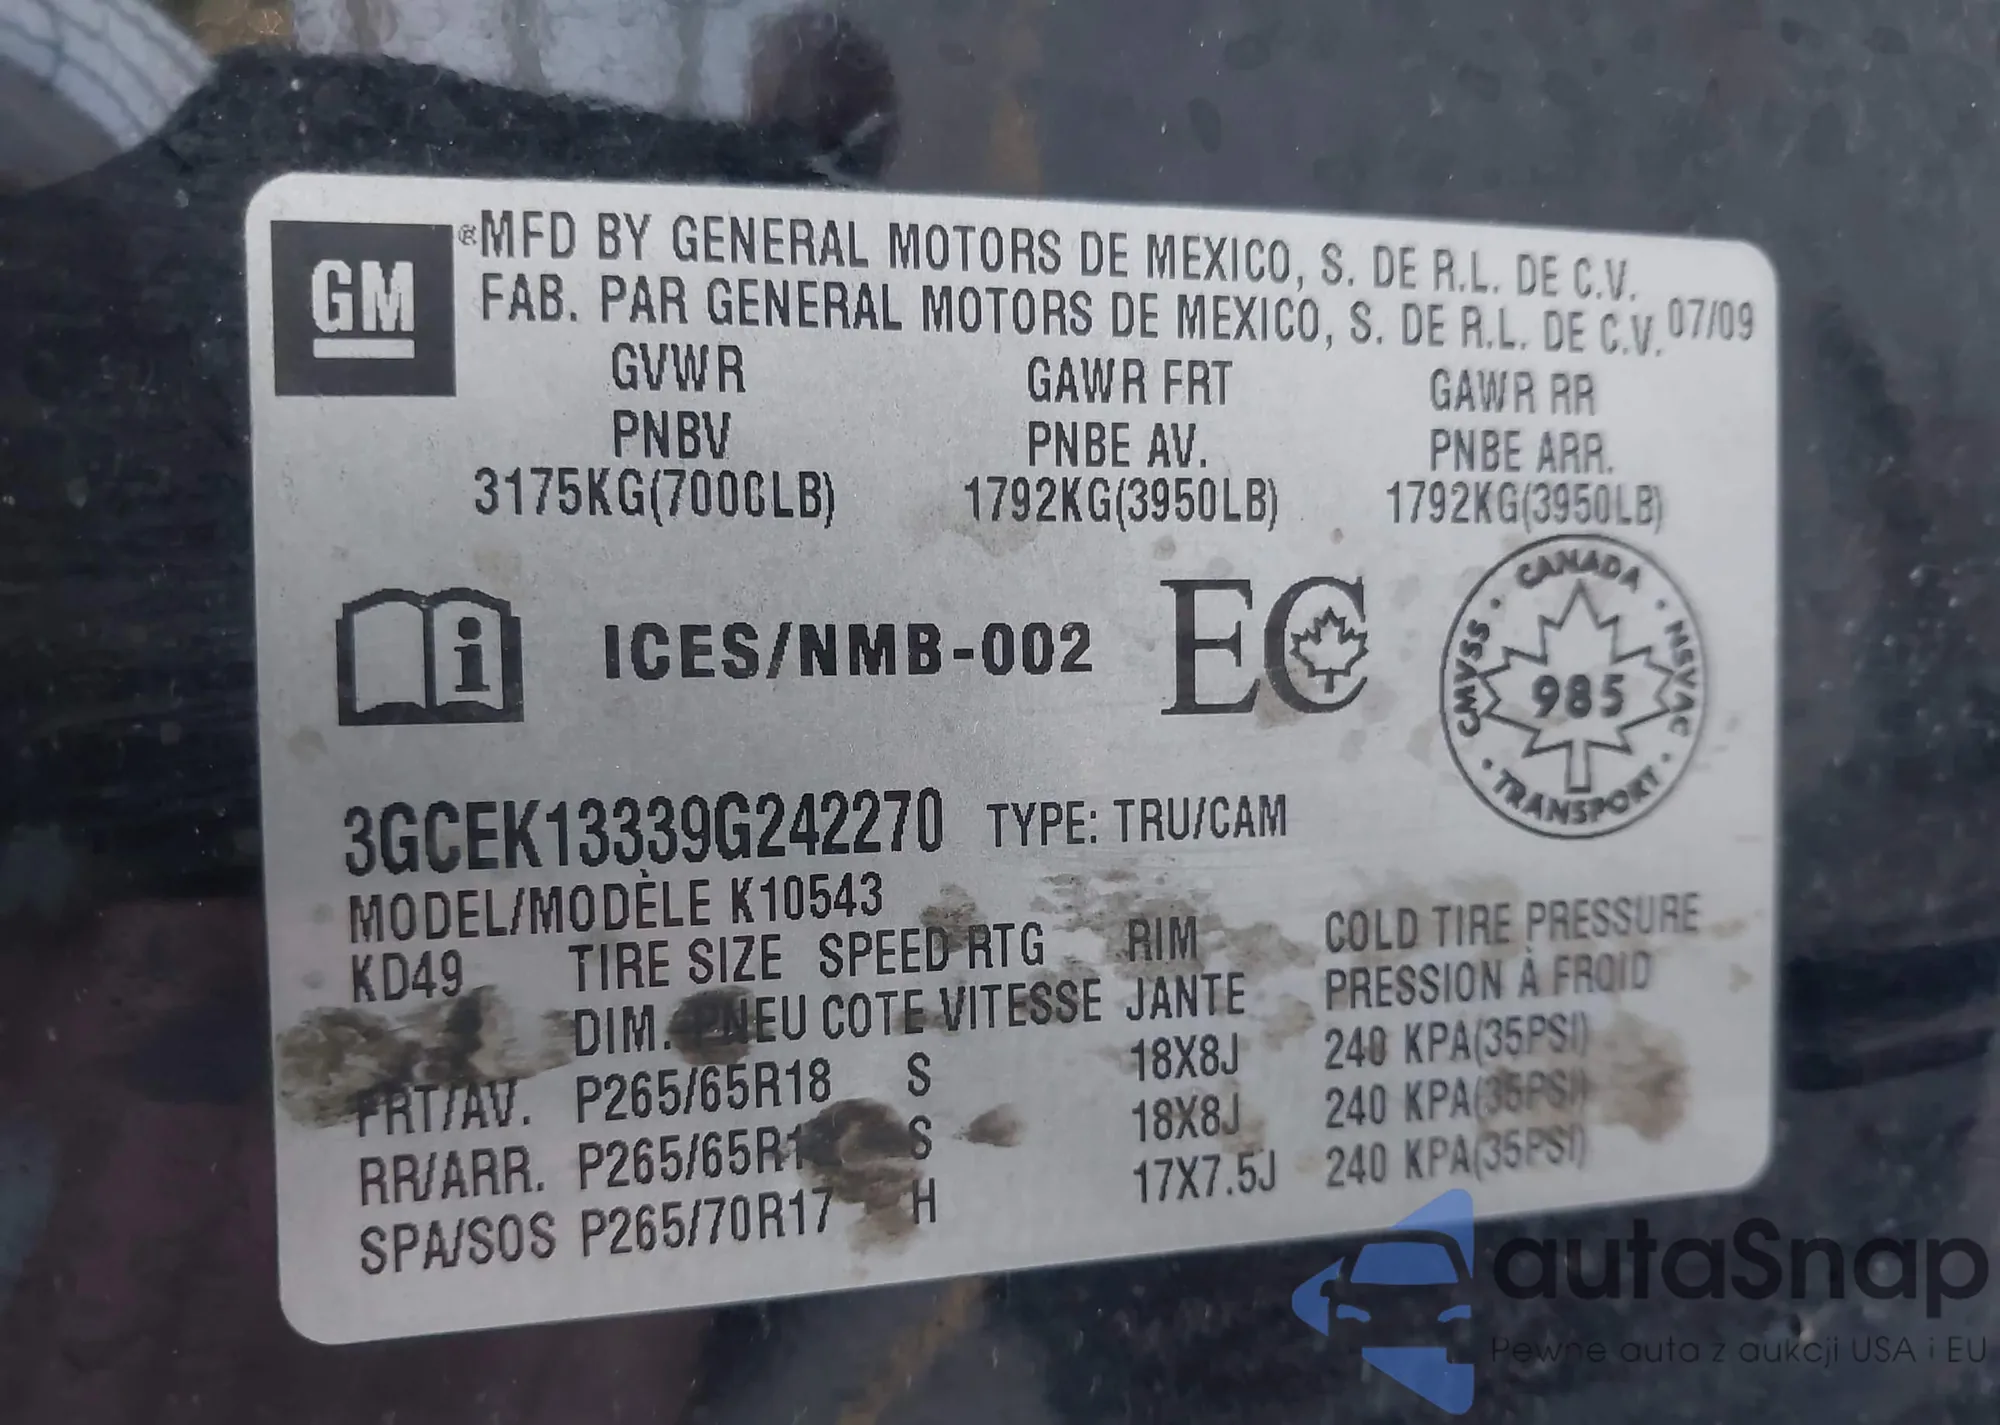 GM
®MFD BY GENERAL MOTORS DE MEXICO, S. DE R.L. DE C.V.
FAB. PAR GENERAL MOTORS DE MEXICO, S. DE R.L. DE C.V. 07/09
GVWR GAWR FRT GAWR RR
PNBV PNBE AV. PNBE ARR.
3175KG(7000LB) 1792KG(3950LB) 1792KG(3950LB)
i ICES/NMB-002 EC
CANADA
CMVSS · NSVAC
985
TRANSPORT
3GCEK13339G242270 TYPE: TRU/CAM
MODEL/MODÈLE K10543
KD49 TIRE SIZE SPEED RTG RIM COLD TIRE PRESSURE
DIM. PNEU COTE VITESSE JANTE PRESSION À FROID
FRT/AV. P265/65R18 S 18X8J 240 KPA(35PSI)
RR/ARR. S 18X8J 240 KPA(35PSI)
SPA/SOS P265/70R17 H 17X7.5J 240 KPA(35PSI)
autaSnap
Pewne auta z aukcji USA i EU